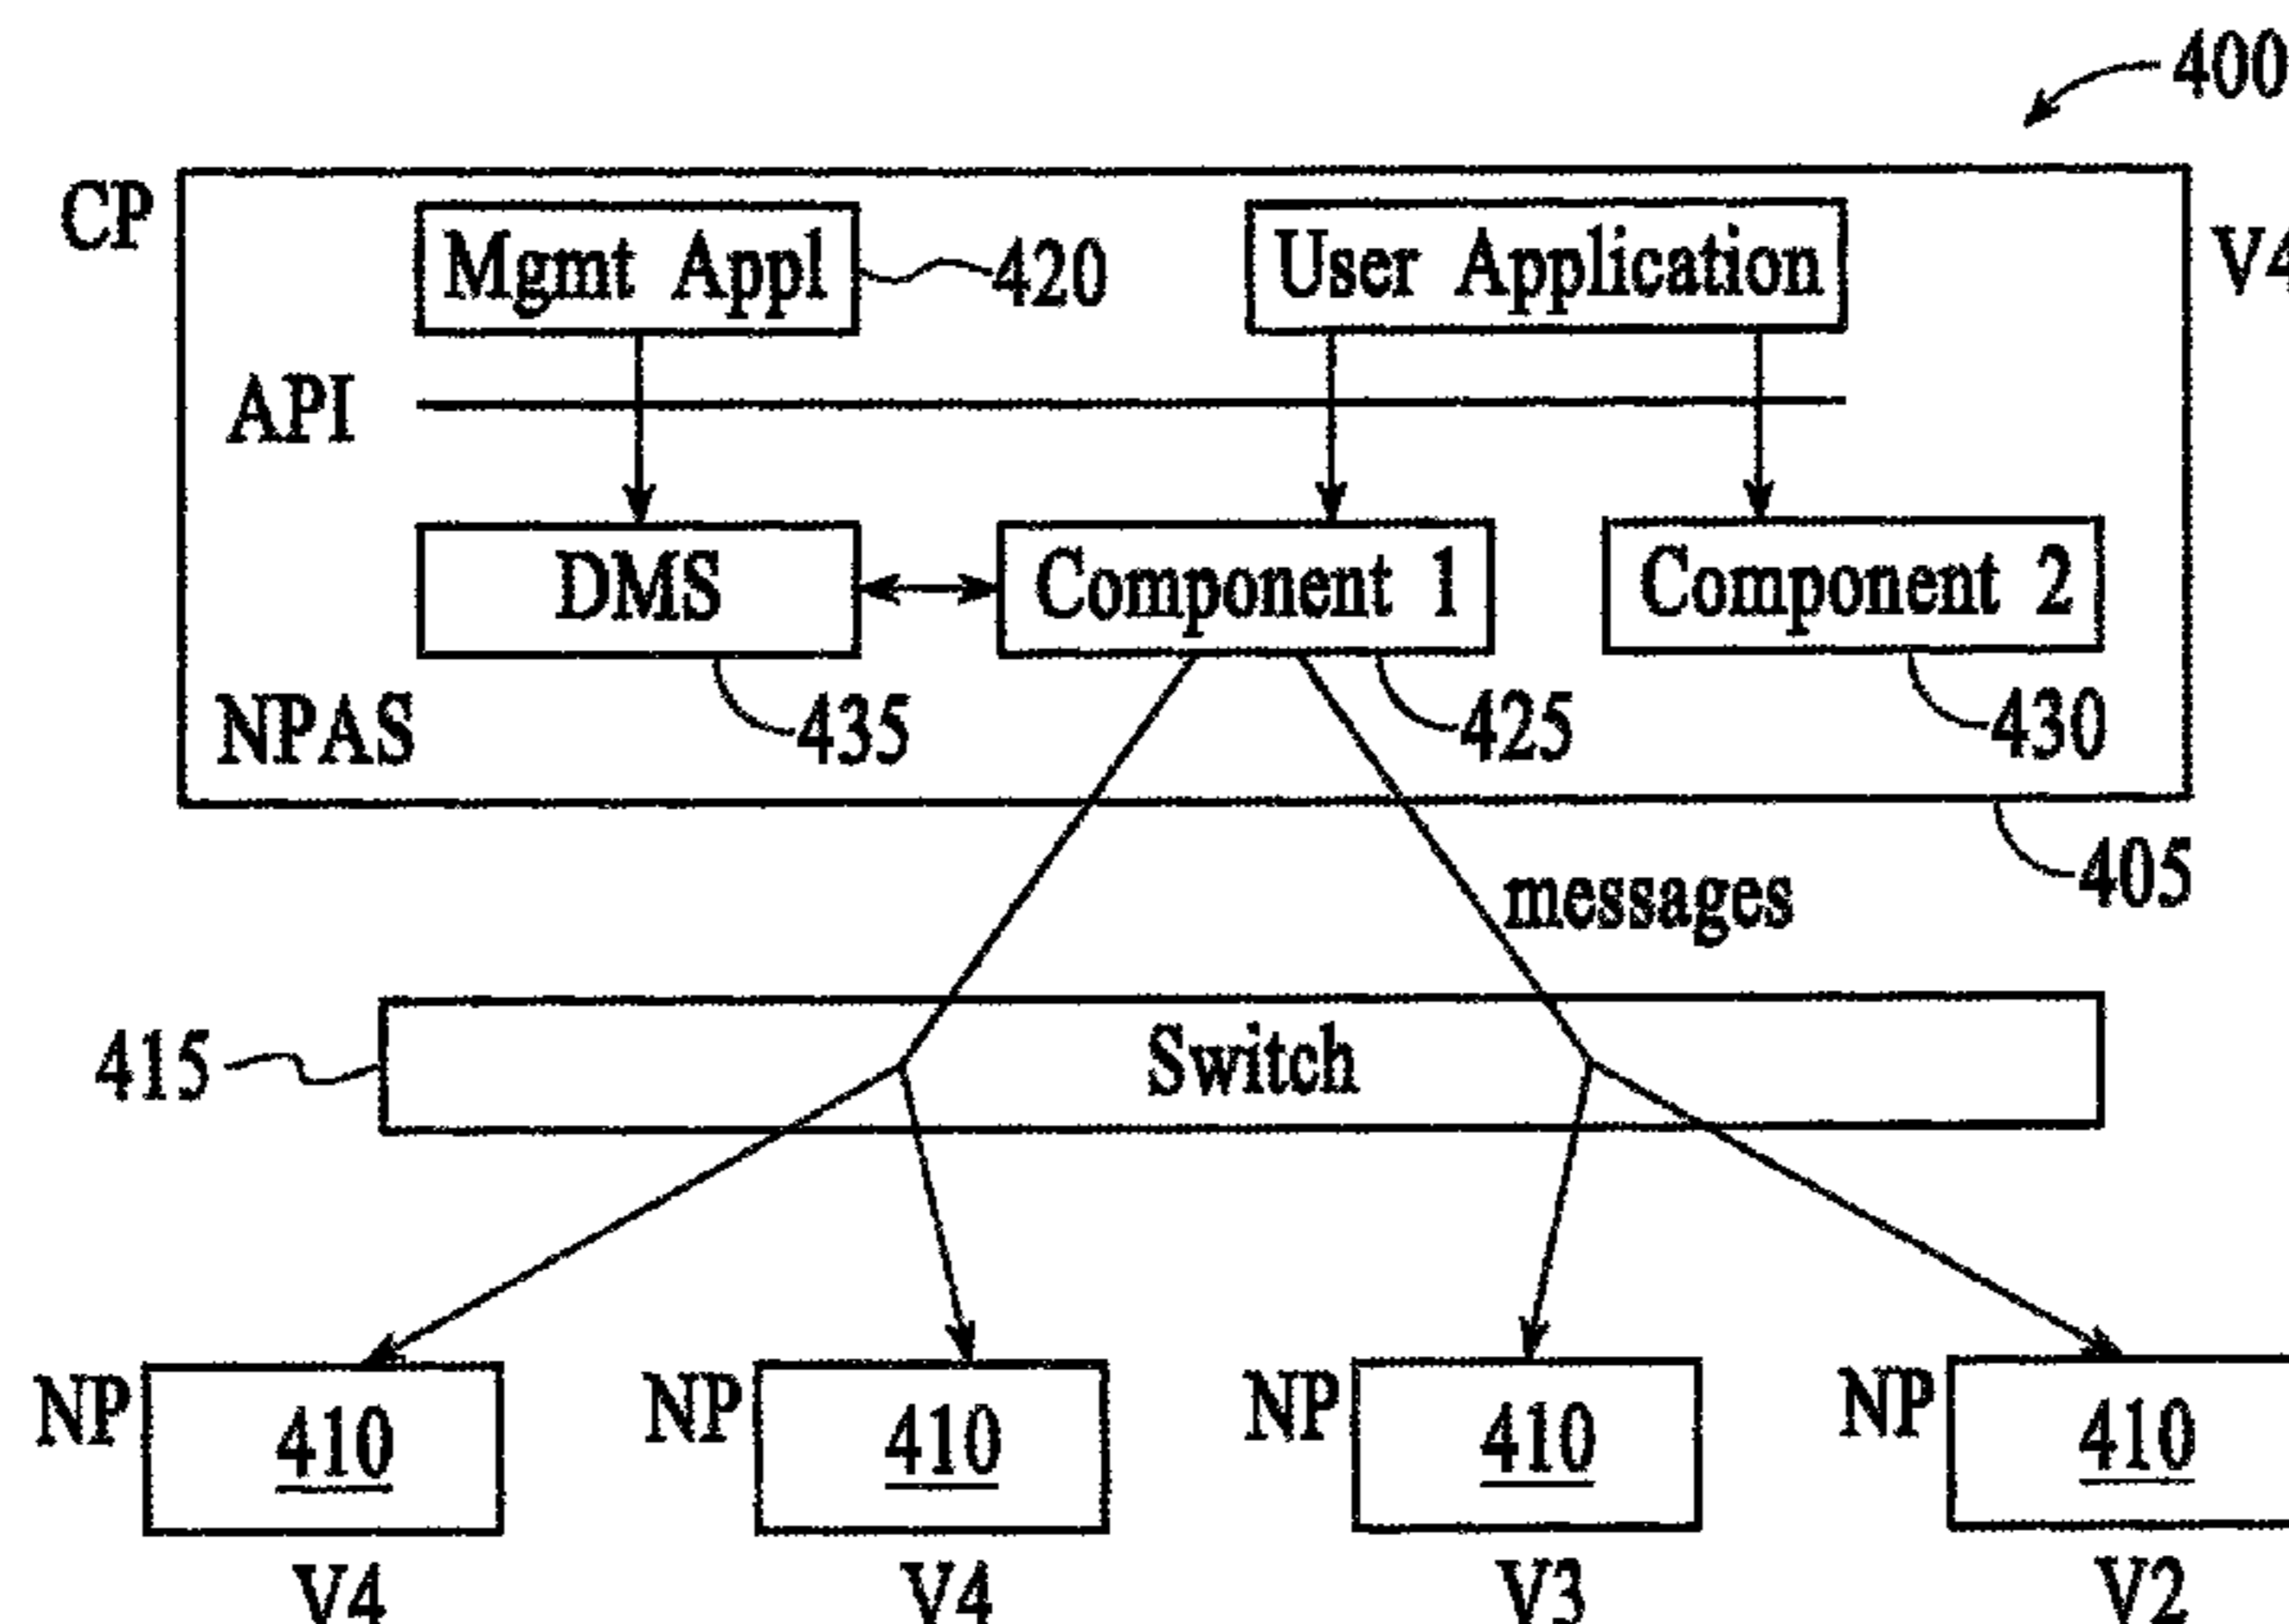 400
CP
Mgmt Appl
420
User Application
V4
API
DMS
Component 1
Component 2
NPAS
435
425
430
405
messages
415
Switch
NP
410
NP
410
NP
410
NP
410
V4
V4
V3
V2